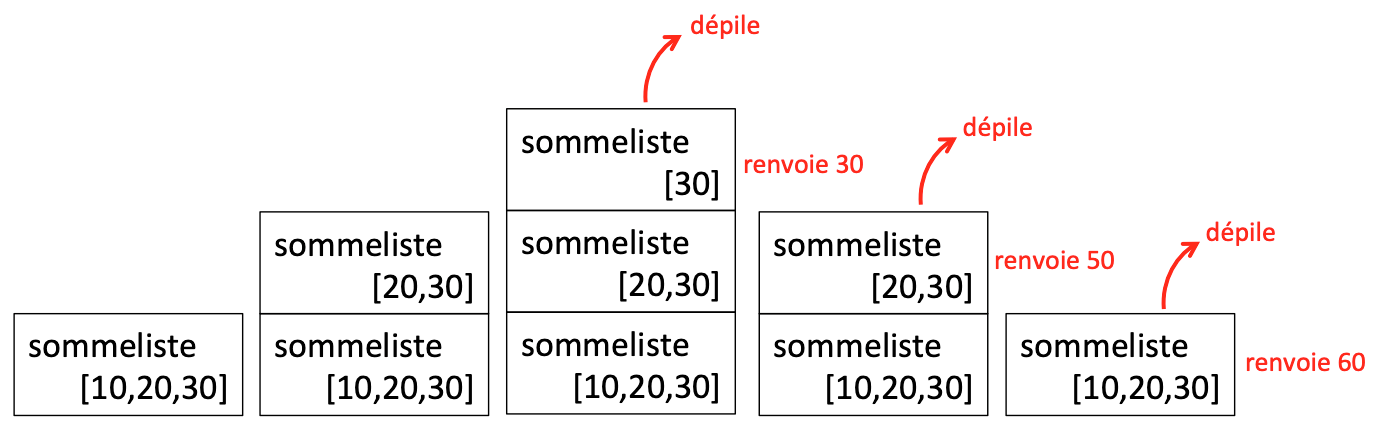 dépile
sommeliste
[30]
renvoie 30
dépile
sommeliste
[20,30]
sommeliste
[20,30]
sommeliste
[20,30]
renvoie 50
dépile
sommeliste
[10,20,30]
sommeliste
[10,20,30]
sommeliste
[10,20,30]
sommeliste
[10,20,30]
sommeliste
[10,20,30]
renvoie 60